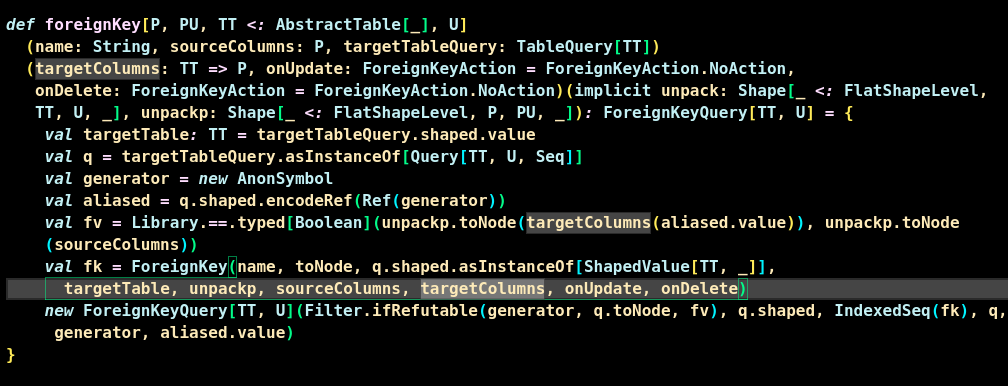 def foreignKey[P, PU, TT <: AbstractTable[_], U]
  (name: String, sourceColumns: P, targetTableQuery: TableQuery[TT])
  (targetColumns: TT => P, onUpdate: ForeignKeyAction = ForeignKeyAction.NoAction,
   onDelete: ForeignKeyAction = ForeignKeyAction.NoAction)(implicit unpack: Shape[_ <: FlatShapeLevel,
   TT, U, _], unpackp: Shape[_ <: FlatShapeLevel, P, PU, _]): ForeignKeyQuery[TT, U] = {
    val targetTable: TT = targetTableQuery.shaped.value
    val q = targetTableQuery.asInstanceOf[Query[TT, U, Seq]]
    val generator = new AnonSymbol
    val aliased = q.shaped.encodeRef(Ref(generator))
    val fv = Library.==.typed[Boolean](unpackp.toNode(targetColumns(aliased.value)), unpackp.toNode
    (sourceColumns))
    val fk = ForeignKey(name, toNode, q.shaped.asInstanceOf[ShapedValue[TT, _]],
      targetTable, unpackp, sourceColumns, targetColumns, onUpdate, onDelete)
    new ForeignKeyQuery[TT, U](Filter.ifRefutable(generator, q.toNode, fv), q.shaped, IndexedSeq(fk), q,
     generator, aliased.value)
}